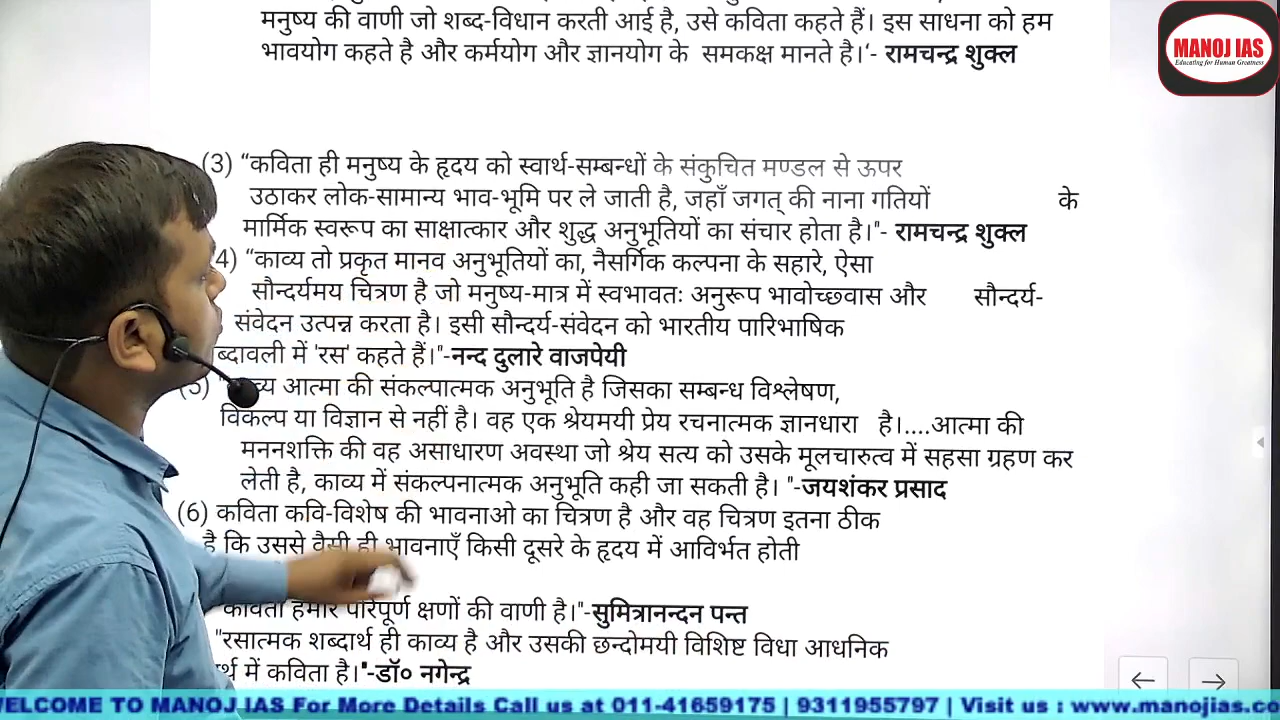 मनुष्य की वाणी जो शब्द-विधान करती आई है, उसे कविता कहते हैं। इस साधना को हम
भावयोग कहते है और कर्मयोग और ज्ञानयोग के समकक्ष मानते है।‘- रामचन्द्र शुक्ल
MANOJ IAS
Educating for Human Greatness
(3) “कविता ही मनुष्य के हृदय को स्वार्थ-सम्बन्धों के संकुचित मण्डल से ऊपर
उठाकर लोक-सामान्य भाव-भूमि पर ले जाती है, जहाँ जगत् की नाना गतियों के
मार्मिक स्वरूप का साक्षात्कार और शुद्ध अनुभूतियों का संचार होता है।"- रामचन्द्र शुक्ल
4) “काव्य तो प्रकृत मानव अनुभूतियों का, नैसर्गिक कल्पना के सहारे, ऐसा
सौन्दर्यमय चित्रण है जो मनुष्य-मात्र में स्वभावतः अनुरूप भावोच्छ्वास और सौन्दर्य-
संवेदन उत्पन्न करता है। इसी सौन्दर्य-संवेदन को भारतीय पारिभाषिक
ब्दावली में 'रस' कहते हैं।"-नन्द दुलारे वाजपेयी
आत्मा की संकल्पात्मक अनुभूति है जिसका सम्बन्ध विश्लेषण,
विकल्प या विज्ञान से नहीं है। वह एक श्रेयमयी प्रेय रचनात्मक ज्ञानधारा है।....आत्मा की
मननशक्ति की वह असाधारण अवस्था जो श्रेय सत्य को उसके मूलचारुत्व में सहसा ग्रहण कर
लेती है, काव्य में संकल्पनात्मक अनुभूति कही जा सकती है। "-जयशंकर प्रसाद
(6) कविता कवि-विशेष की भावनाओ का चित्रण है और वह चित्रण इतना ठीक
है कि उससे वैसी ही भावनाएँ किसी दूसरे के हृदय में आविर्भत होती
परिपूर्ण क्षणों की वाणी है।"-सुमित्रानन्दन पन्त
"रसात्मक शब्दार्थ ही काव्य है और उसकी छन्दोमयी विशिष्ट विधा आधनिक
में कविता है।"-डॉ० नगेन्द्र
WELCOME TO MANOJ IAS For More Details Call us at 011-41659175 | 9311955797 | Visit us : www.manojias.co